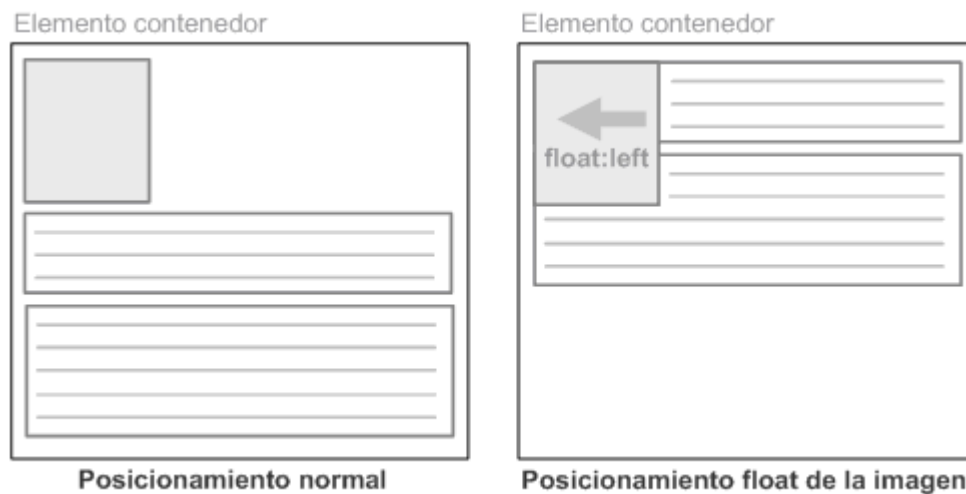 Elemento contenedor
Elemento contenedor
float:left
Posicionamiento normal
Posicionamiento float de la imagen